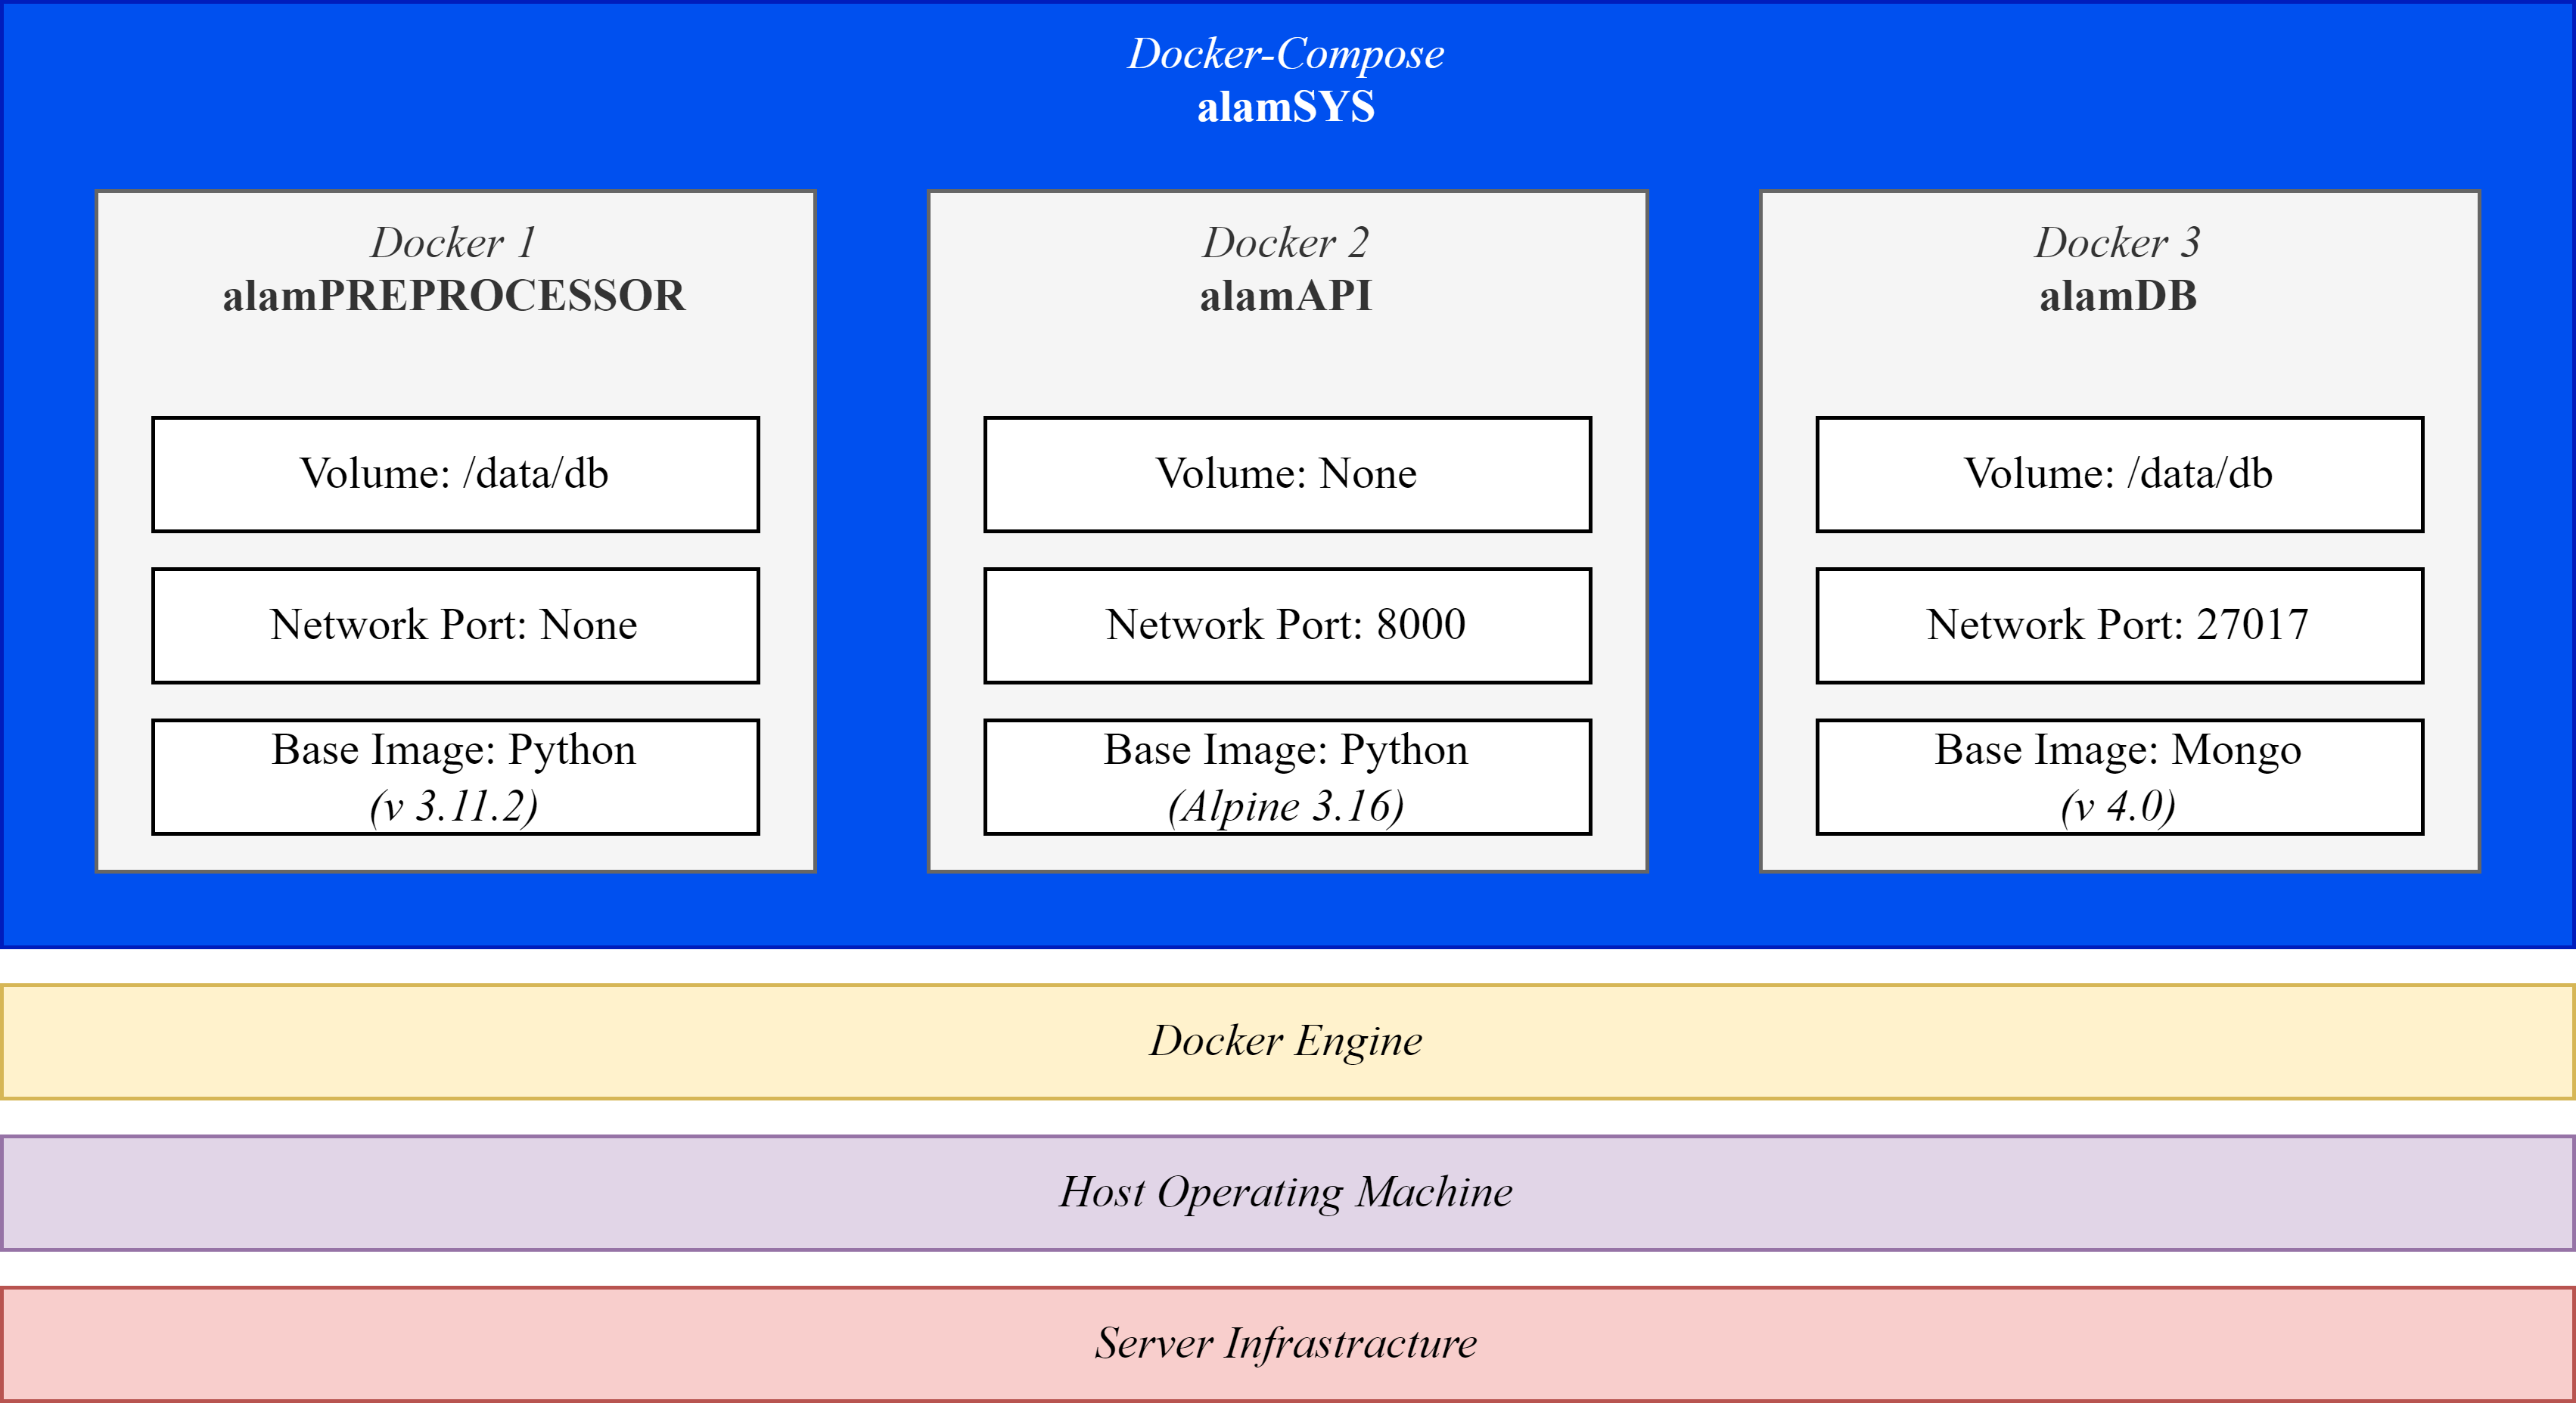 Docker-Compose
alamSYS
Docker 1
alamPREPROCESSOR
Volume: /data/db
Network Port: None
Base Image: Python
(v 3.11.2)
Docker 2
alamAPI
Volume: None
Network Port: 8000
Base Image: Python
(Alpine 3.16)
Docker 3
alamDB
Volume: /data/db
Network Port: 27017
Base Image: Mongo
(v 4.0)
Docker Engine
Host Operating Machine
Server Infrastracture